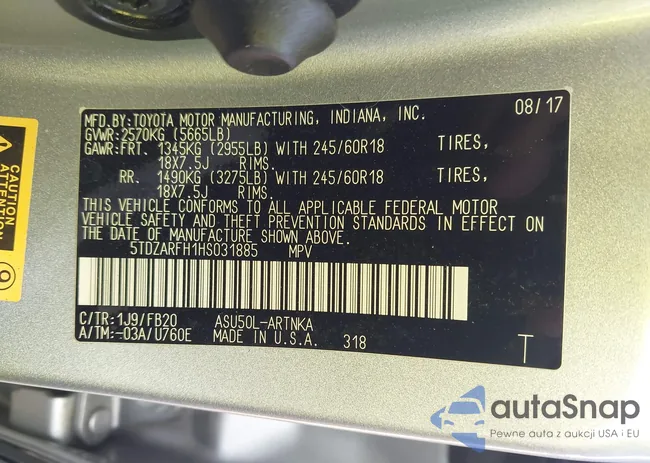 MFD.BY:TOYOTA MOTOR MANUFACTURING, INDIANA, INC. 08/17
GVWR:2570KG (5665LB)
GAWR:FRT. 1345KG (2955LB) WITH 245/60R18 TIRES,
18X7.5J RIMS.
RR. 1490KG (3275LB) WITH 245/60R18 TIRES,
18X7.5J RIMS.
THIS VEHICLE CONFORMS TO ALL APPLICABLE FEDERAL MOTOR
VEHICLE SAFETY AND THEFT PREVENTION STANDARDS IN EFFECT ON
THE DATE OF MANUFACTURE SHOWN ABOVE.
5TDZARFH1HS031885 MPV
C/TR:1J9/FB20 ASU50L-ARTNKA
A/TM:-03A/U760E MADE IN U.S.A. 318 T
CAUTION
ATTENTION
autaSnap
Pewne auta z aukcji USA i EU